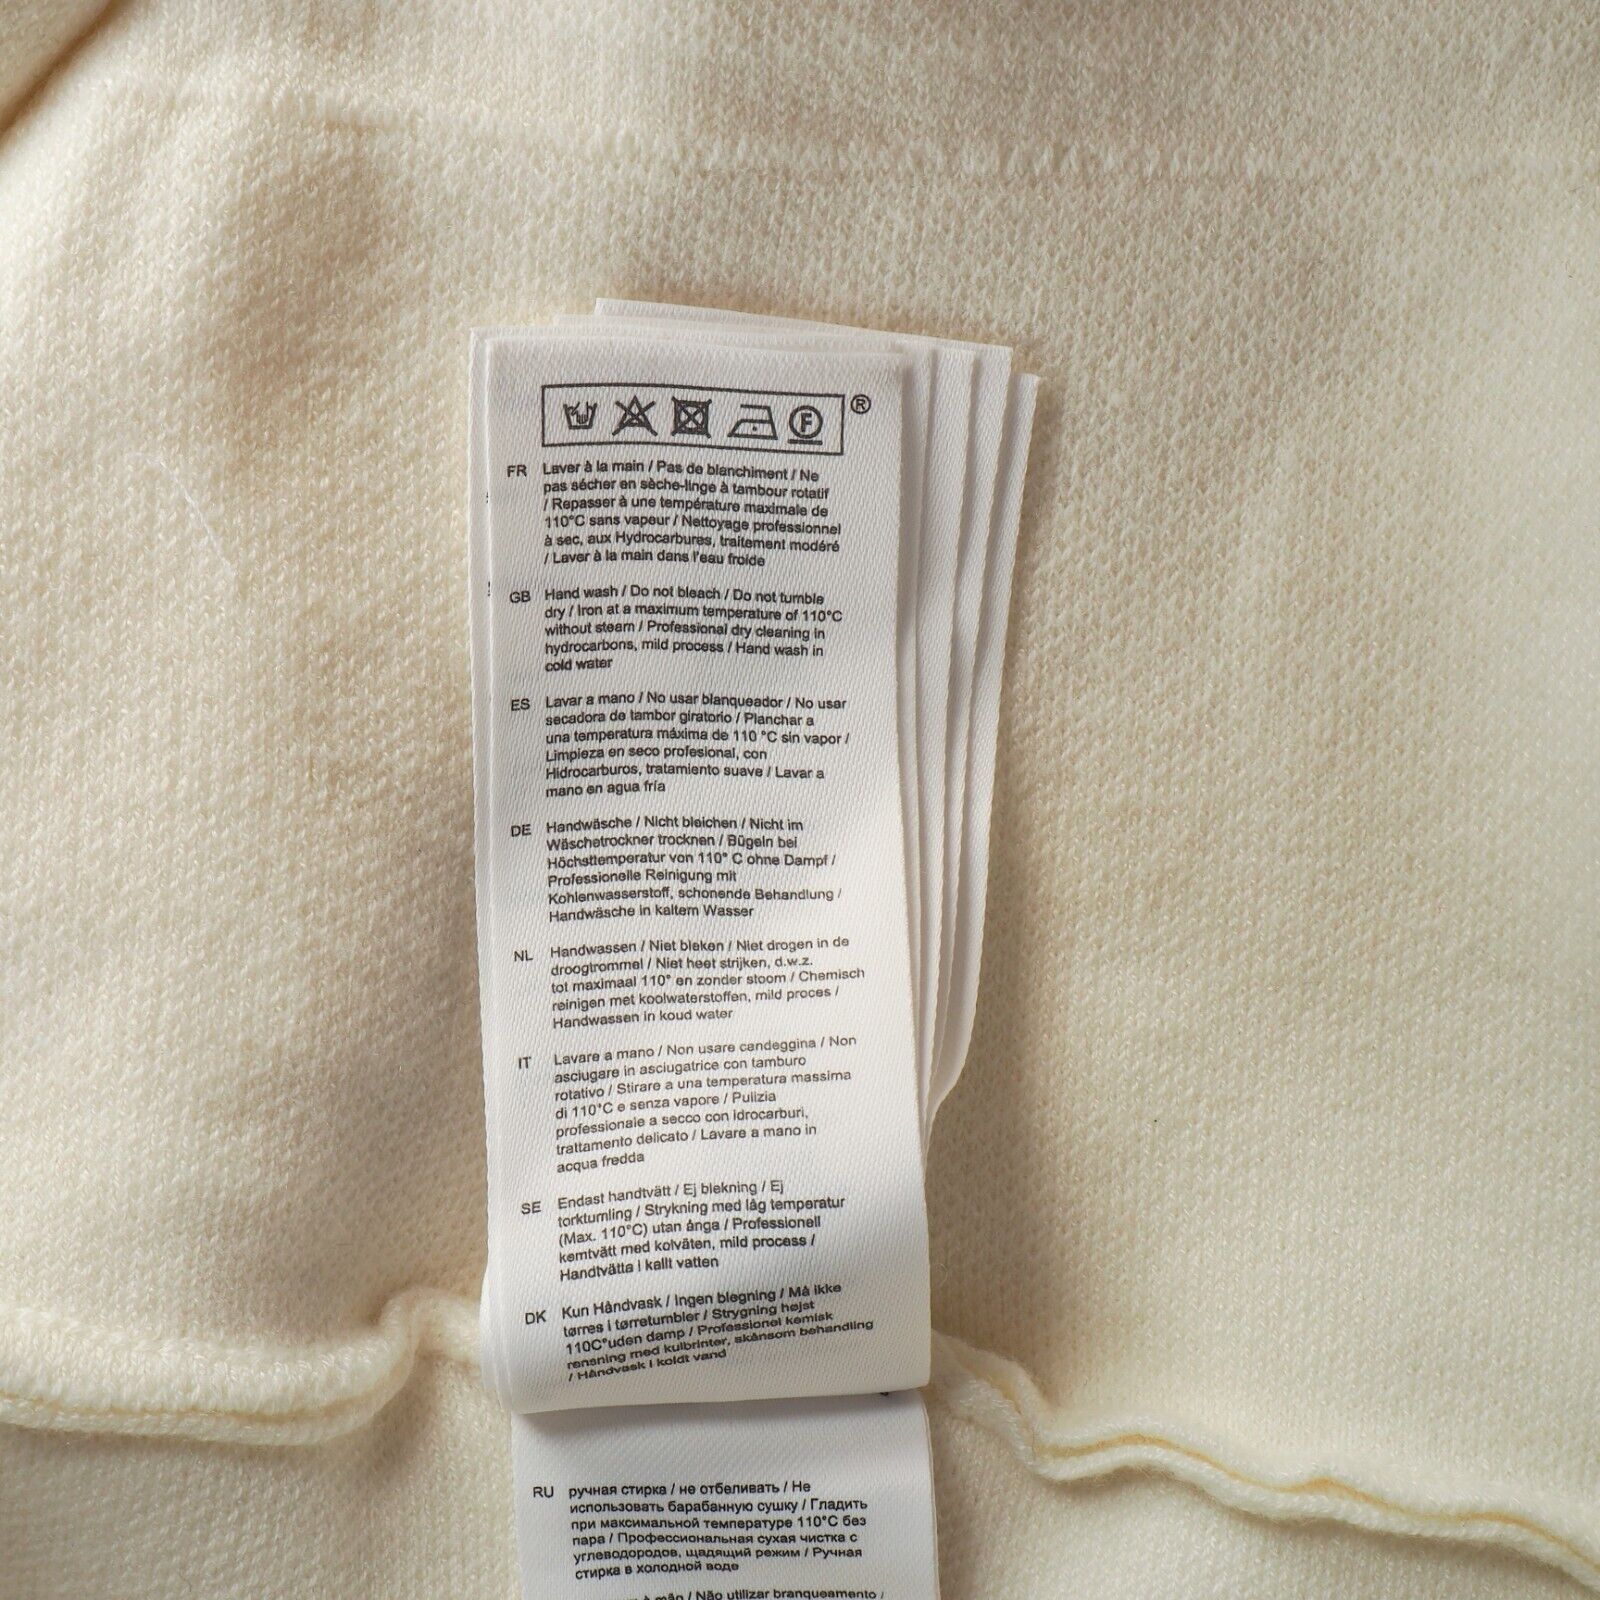 F ®
FR Laver à la main / Pas de blanchiment / Ne
pas sécher en sèche-linge à tambour rotatif
/ Repasser à une température maximale de
110°C sans vapeur / Nettoyage professionnel
à sec, aux Hydrocarbures, traitement modéré
/ Laver à la main dans l'eau froide
GB Hand wash / Do not bleach / Do not tumble
dry / Iron at a maximum temperature of 110°C
without steam / Professional dry cleaning in
hydrocarbons, mild process / Hand wash in
cold water
ES Lavar a mano / No usar blanqueador / No usar
secadora de tambor giratorio / Planchar a
una temperatura máxima de 110 °C sin vapor /
Limpieza en seco profesional, con
Hidrocarburos, tratamiento suave / Lavar a
mano en agua fría
DE Handwäsche / Nicht bleichen / Nicht im
Wäschetrockner trocknen / Bügeln bei
Höchsttemperatur von 110° C ohne Dampf /
Professionelle Reinigung mit
Kohlenwasserstoff, schonende Behandlung /
Handwäsche in kaltem Wasser
NL Handwassen / Niet bleken / Niet drogen in de
droogtrommel / Niet heet strijken, d.w.z.
tot maximaal 110° en zonder stoom / Chemisch
reinigen met koolwaterstoffen, mild proces /
Handwassen in koud water
IT Lavare a mano / Non usare candeggina / Non
asciugare in asciugatrice con tamburo
rotativo / Stirare a una temperatura massima
di 110°C e senza vapore / Pulizia
professionale a secco con idrocarburi,
trattamento delicato / Lavare a mano in
acqua fredda
SE Endast handtvätt / Ej blekning / Ej
torktumling / Strykning med låg temperatur
(Max. 110°C) utan ånga / Professionell
kemtvätt med kolväten, mild process /
Handtvätta i kallt vatten
DK Kun Håndvask / Ingen blegning / Må ikke
tørres i tørretumbler / Strygning højst
110C°uden damp / Professionel kemisk
rensning med kulbrinter, skånsom behandling
/ Håndvask i koldt vand
RU ручная стирка / не отбеливать / Не
использовать барабанную сушку / Гладить
при максимальной температуре 110°C без
пара / Профессиональная сухая чистка с
углеводородов, щадящий режим / Ручная
стирка в холодной воде
à mão / Não utilizar branqueamento /